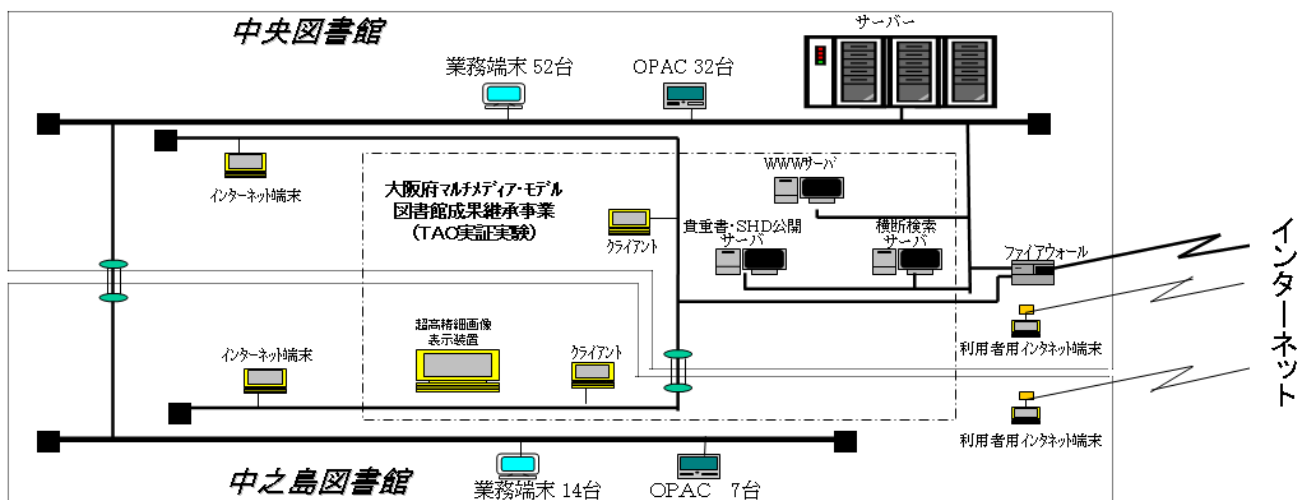 中央図書館
サーバー
業務端末 52台
OPAC 32台
インターネット端末
大阪府マルチメディア・モデル
図書館成果継承事業
(TAO実証実験)
クライアント
WWWサーバ
貴重書・SHD公開
サーバ
横断検索
サーバ
ファイアウォール
インターネット
利用者用インタネット端末
超高精細画像
表示装置
インターネット端末
クライアント
利用者用インタネット端末
中之島図書館
業務端末 14台
OPAC 7台